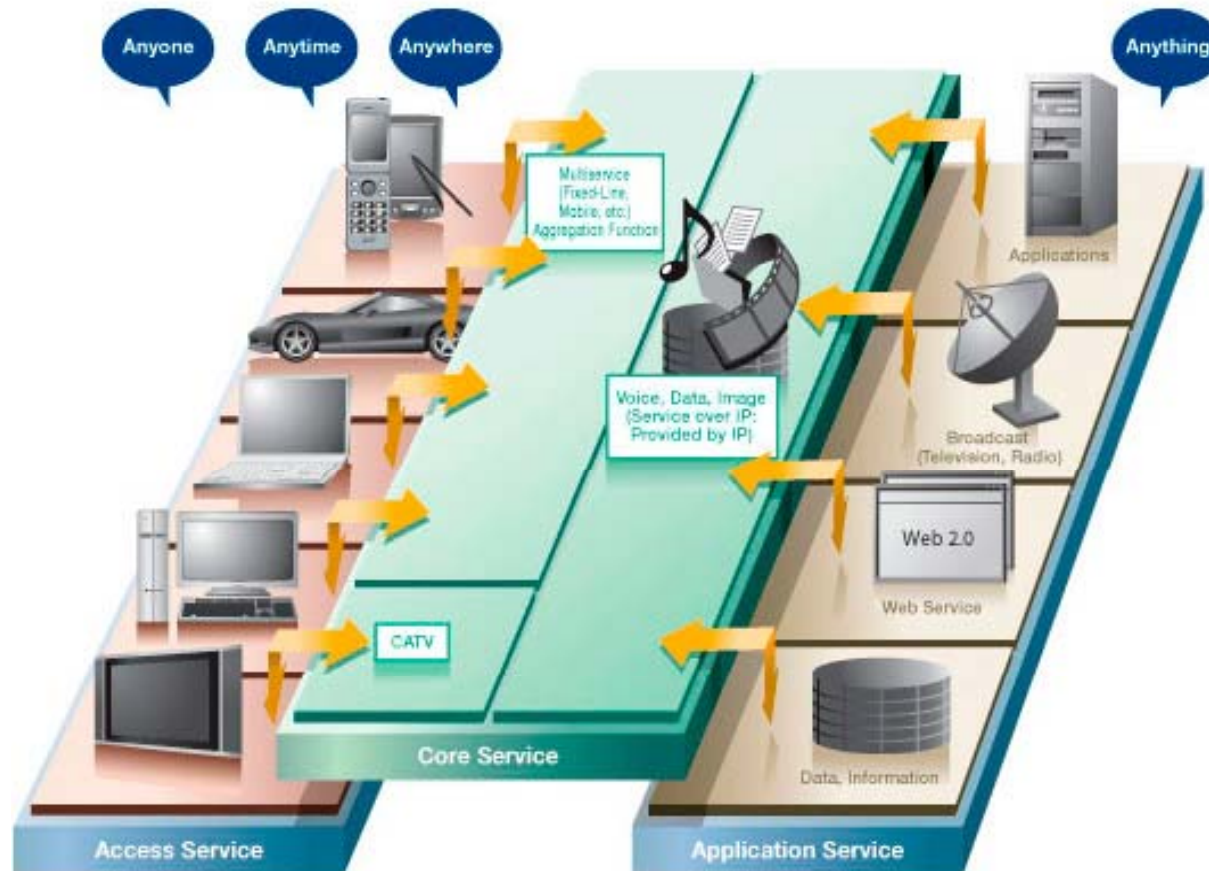 Anyone
Anytime
Anywhere
Anything
Multiservice
(Fixed-Line,
Mobile, etc.)
Aggregation Function
Applications
Voice, Data, Image
(Service over IP:
Provided by IP)
Broadcast
(Television, Radio)
Web 2.0
Web Service
CATV
Data, Information
Core Service
Access Service
Application Service